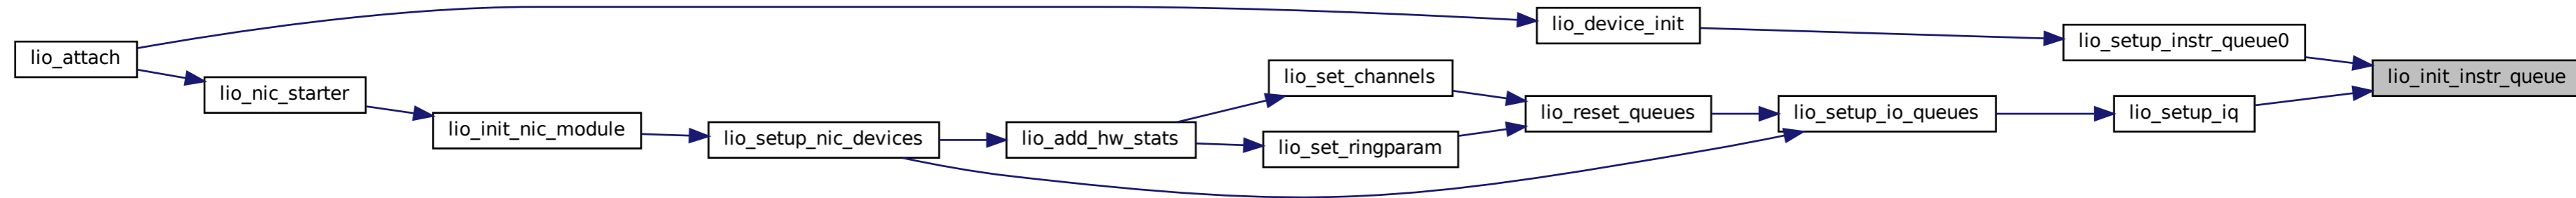 lio_attach
lio_nic_starter
lio_init_nic_module
lio_setup_nic_devices
lio_add_hw_stats
lio_set_channels
lio_set_ringparam
lio_device_init
lio_reset_queues
lio_setup_io_queues
lio_setup_instr_queue0
lio_setup_iq
lio_init_instr_queue